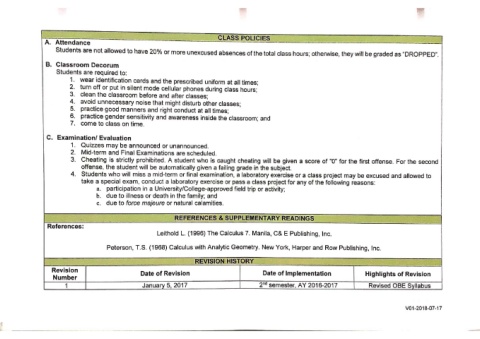 CLASS POLICIES
A. Attendance
Students are not allowed to have 20% or more unexcused absences of the total class hours; otherwise, they will be graded as "DROPPED".
B. Classroom Decorum
Students are required to:
1. wear identification cards and the prescribed uniform at all times;
2. turn off or put in silent mode cellular phones during class hours;
3. clean the classroom before and after classes;
4. avoid unnecessary noise that might disturb other classes;
5. practice good manners and right conduct at all times;
6. practice gender sensitivity and awareness inside the classroom; and
7. come to class on time.
C. Examination/ Evaluation
1. Quizzes may be announced or unannounced.
2. Mid-term and Final Examinations are scheduled.
3. Cheating is strictly prohibited. A student who is caught cheating will be given a score of "0" for the first offense. For the second
offense, the student will be automatically given a failing grade in the subject.
4. Students who will miss a mid-term or final examination, a laboratory exercise or a class project may be excused and allowed to
take a special exam, conduct a laboratory exercise or pass a class project for any of the following reasons:
a. participation in a University/College-approved field trip or activity;
b. due to illness or death in the family; and
c. due to force majeure or natural calamities.
REFERENCES & SUPPLEMENTARY READINGS
References:
Leithold L. (1996) The Calculus 7. Manila, C& E Publishing, Inc.
Peterson, T.S. (1968) Calculus with Analytic Geometry. New York, Harper and Row Publishing, Inc.
REVISION HISTORY
Revision Number Date of Revision Date of Implementation Highlights of Revision
1 January 5, 2017 2nd semester, AY 2016-2017 Revised OBE Syllabus
V01-2018-07-17